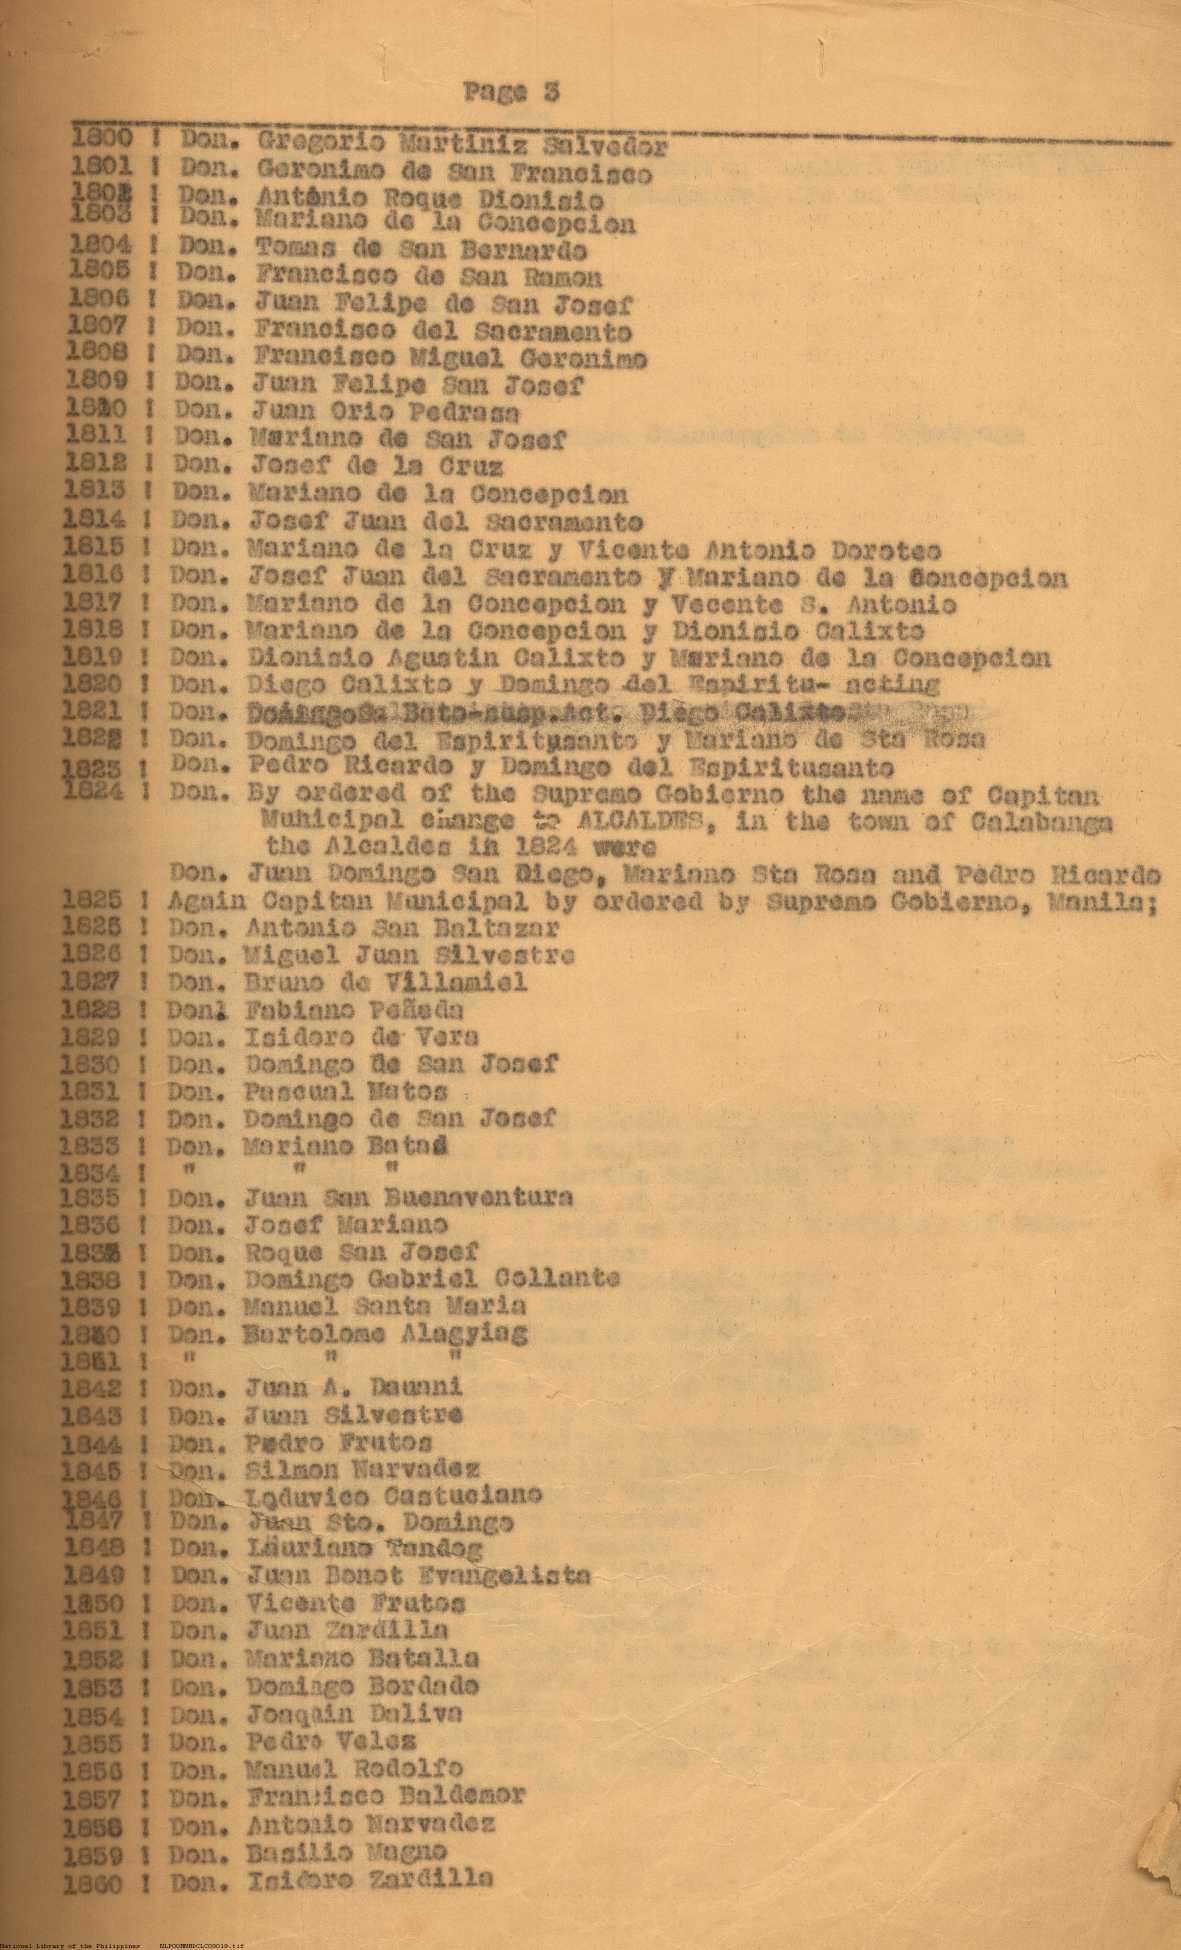 Page 3
1800 ! Don. Gregorio Martiniz Salvedor
1801 ! Don. Geronimo de San Francisco
1802 ! Don. Antonio Roque Dionisio
1803 ! Don. Mariano de la Concepcion
1804 ! Don. Tomas de San Bernardo
1805 ! Don. Francisco de San Ramon
1806 ! Don. Juan Felipe de San Josef
1807 ! Don. Francisco del Sacramento
1808 ! Don. Francisco Miguel Geronimo
1809 ! Don. Juan Felipe San Josef
1810 ! Don. Juan Orio Pedrasa
1811 ! Don. Mariano de San Josef
1812 ! Don. Josef de la Cruz
1813 ! Don. Mariano de la Concepcion
1814 ! Don. Josef Juan del Sacramento
1815 ! Don. Mariano de la Cruz y Vicente Antonio Doroteo
1816 ! Don. Josef Juan del Sacramento y Mariano de la Concepcion
1817 ! Don. Mariano de la Concepcion y Vecente S. Antonio
1818 ! Don. Mariano de la Concepcion y Dionisio Calixto
1819 ! Don. Dionisio Agustin Calixto y Mariano de la Concepcion
1820 ! Don. Diego Calixto y Domingo del Espiritu- acting
1821 ! Don. Bato-susp.Act. Diego Calixto
1822 ! Don. Domingo del Espiritusanto y Mariano de Sta Rosa
1823 ! Don. Pedro Ricardo y Domingo del Espiritusanto
1824 ! Don. By ordered of the Supremo Gobierno the name of Capitan
Muhicipal change to ALCALDES, in the town of Calabanga
the Alcaldes in 1824 were
Don. Juan Domingo San Diego, Mariano Sta Rosa and Pedro Ricardo
1825 ! Again Capitan Municipal by ordered by Supremo Gobierno, Manila;
1825 ! Don. Antonio San Baltazar
1826 ! Don. Miguel Juan Silvestre
1827 ! Don. Bruno de Villamiel
1828 ! Don. Fabiano Peñeda
1829 ! Don. Isidoro de Vera
1830 ! Don. Domingo de San Josef
1831 ! Don. Pascual Matos
1832 ! Don. Domingo de San Josef
1833 ! Don. Mariano Batad
1834 ! " " "
1835 ! Don. Juan San Buenaventura
1836 ! Don. Josef Mariano
1837 ! Don. Roque San Josef
1838 ! Don. Domingo Gabriel Collante
1839 ! Don. Manuel Santa Maria
1840 ! Don. Bartolome Alagying
1841 ! " " "
1842 ! Don. Juan A. Dauani
1843 ! Don. Juan Silvestre
1844 ! Don. Pedro Frutos
1845 ! Don. Silmon Narvadez
1846 ! Don. Loduvico Castuciano
1847 ! Don. Juan Sto. Domingo
1848 ! Don. Lauriano Tandog
1849 ! Don. Juan Bonot Evangelista
1850 ! Don. Vicente Frutos
1851 ! Don. Juan Zardilla
1852 ! Don. Mariano Batalla
1853 ! Don. Domingo Bordado
1854 ! Don. Joaquin Daliva
1855 ! Don. Pedro Velez
1856 ! Don. Manuel Rodolfo
1857 ! Don. Francisco Baldemor
1858 ! Don. Antonio Narvadez
1859 ! Don. Basilio Magno
1860 ! Don. Isidoro Zardilla
National Library of the Philippines